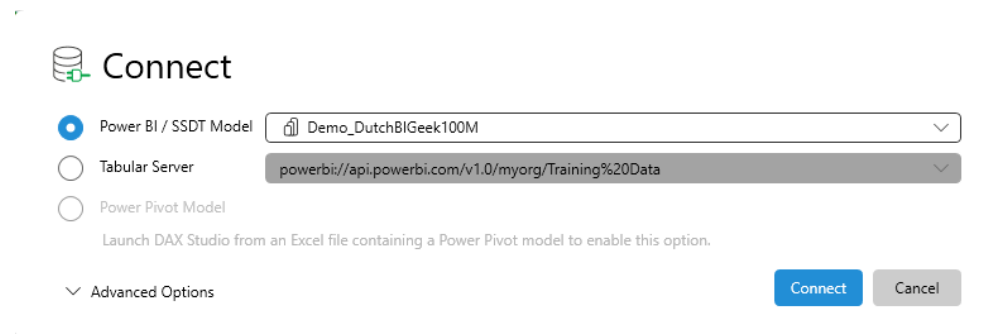 Connect
Power BI / SSDT Model Demo_DutchBIGeek100M
Tabular Server powerbi://api.powerbi.com/v1.0/myorg/Training%20Data
Power Pivot Model
Launch DAX Studio from an Excel file containing a Power Pivot model to enable this option.
Advanced Options Connect Cancel